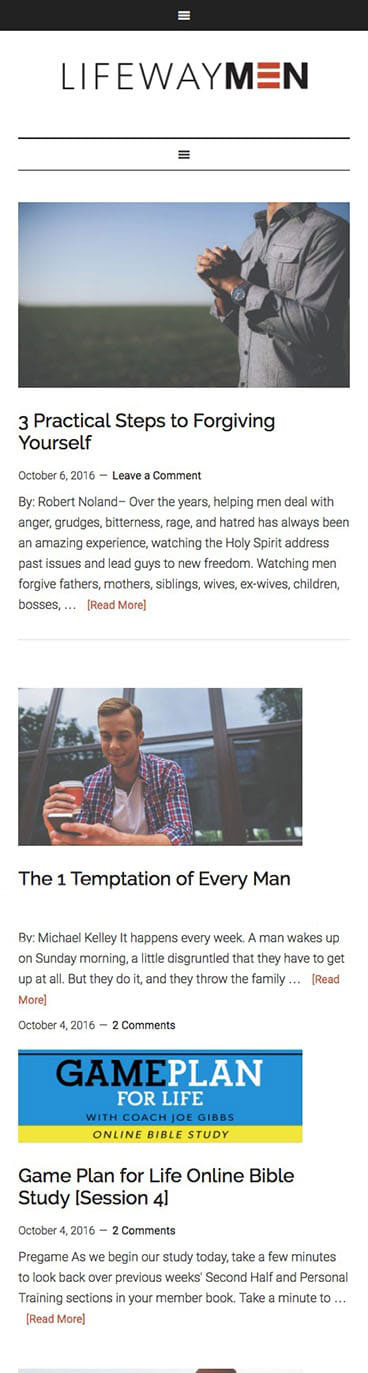 LIFEWAYMEN
3 Practical Steps to Forgiving
Yourself
October 6, 2016 — Leave a Comment
By: Robert Noland– Over the years, helping men deal with
anger, grudges, bitterness, rage, and hatred has always been
an amazing experience, watching the Holy Spirit address
past issues and lead guys to new freedom. Watching men
forgive fathers, mothers, siblings, wives, ex-wives, children,
bosses, … [Read More]
The 1 Temptation of Every Man
By: Michael Kelley It happens every week. A man wakes up
on Sunday morning, a little disgruntled that they have to get
up at all. But they do it, and they throw the family … [Read
More]
October 4, 2016 — 2 Comments
GAMEPLAN
FOR LIFE
WITH COACH JOE GIBBS
ONLINE BIBLE STUDY
Game Plan for Life Online Bible
Study [Session 4]
October 4, 2016 — 2 Comments
Pregame As we begin our study today, take a few minutes
to look back over previous weeks' Second Half and Personal
Training sections in your member book. Take a minute to …
[Read More]